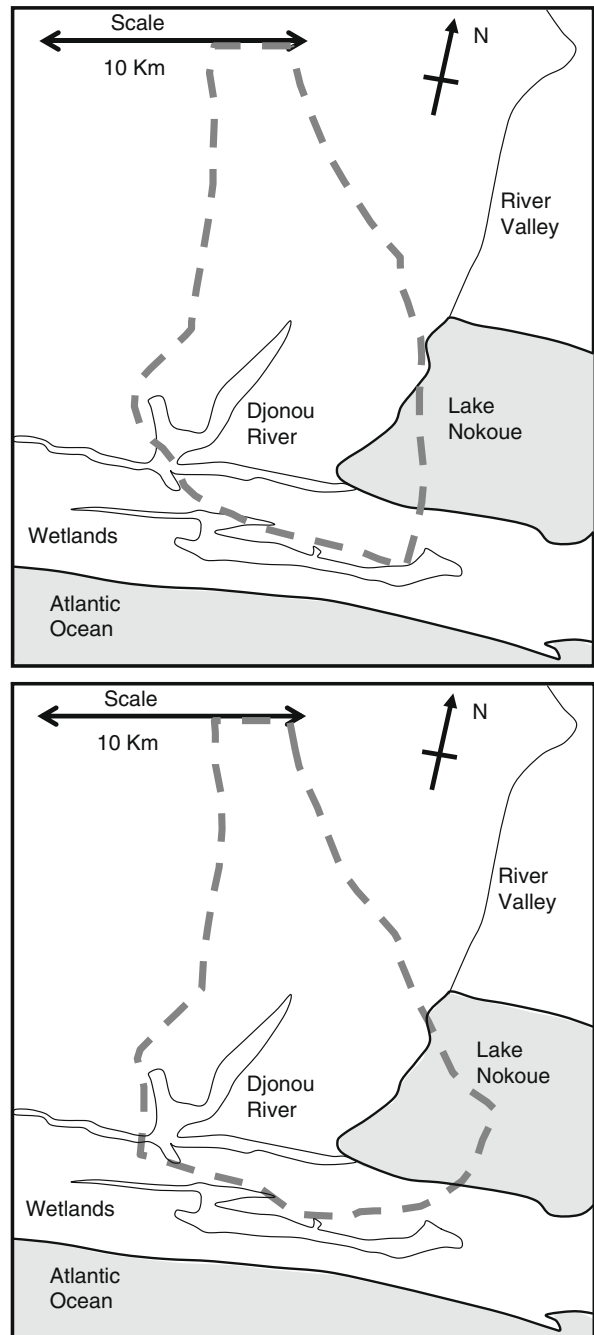 Scale
10 Km
N
River
Valley
Djonou
River
Lake
Nokoue
Wetlands
Atlantic
Ocean
Scale
10 Km
N
River
Valley
Lake
Nokoue
Djonou
River
Wetlands
Atlantic
Ocean